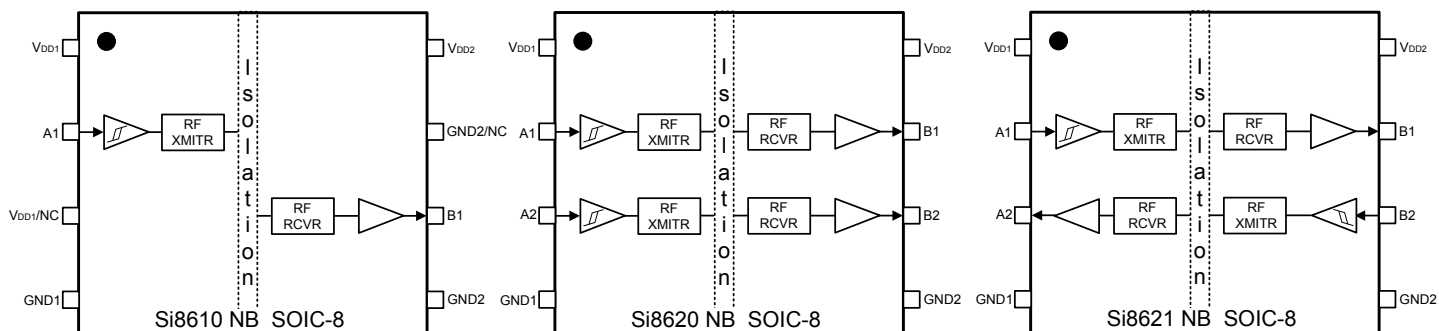 VDD1
VDD2
A1
RF
XMITR
Isolation
GND2/NC
VDD1/NC
RF
RCVR
B1
GND1
GND2
Si8610 NB SOIC-8
VDD1
VDD2
A1
RF
XMITR
Isolation
RF
RCVR
B1
A2
RF
XMITR
RF
RCVR
B2
GND1
GND2
Si8620 NB SOIC-8
VDD1
VDD2
A1
RF
XMITR
Isolation
RF
RCVR
B1
A2
RF
RCVR
RF
XMITR
B2
GND1
GND2
Si8621 NB SOIC-8